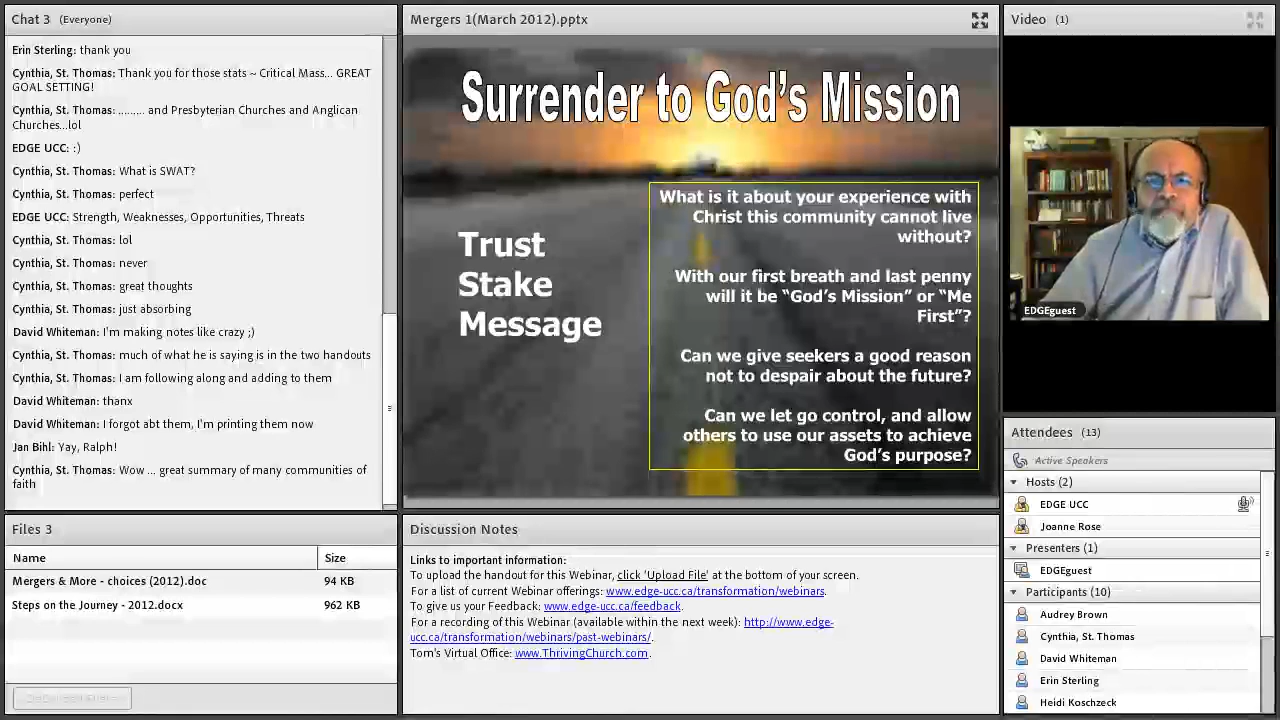 Chat 3 (Everyone)
Erin Sterling: thank you
Cynthia, St. Thomas: Thank you for those stats ~ Critical Mass... GREAT
GOAL SETTING!
Cynthia, St. Thomas: ......... and Presbyterian Churches and Anglican
Churches...lol
EDGE UCC: :)
Cynthia, St. Thomas: What is SWAT?
Cynthia, St. Thomas: perfect
EDGE UCC: Strength, Weaknesses, Opportunities, Threats
Cynthia, St. Thomas: lol
Cynthia, St. Thomas: never
Cynthia, St. Thomas: great thoughts
Cynthia, St. Thomas: just absorbing
David Whiteman: I'm making notes like crazy ;)
Cynthia, St. Thomas: much of what he is saying is in the two handouts
Cynthia, St. Thomas: I am following along and adding to them
David Whiteman: thanx
David Whiteman: I forgot abt them, I'm printing them now
Jan Bihl: Yay, Ralph!
Cynthia, St. Thomas: Wow ... great summary of many communities of
faith
Files 3
Name Size
Mergers & More - choices (2012).doc 94 KB
Steps on the Journey - 2012.docx 962 KB
Mergers 1(March 2012).pptx
Surrender to God's Mission
Trust
Stake
Message
What is it about your experience with
Christ this community cannot live
without?
With our first breath and last penny
will it be “God's Mission” or “Me
First”?
Can we give seekers a good reason
not to despair about the future?
Can we let go control, and allow
others to use our assets to achieve
God's purpose?
Discussion Notes
Links to important information:
To upload the handout for this Webinar, click 'Upload File' at the bottom of your screen.
For a list of current Webinar offerings: www.edge-ucc.ca/transformation/webinars.
To give us your Feedback: www.edge-ucc.ca/feedback.
For a recording of this Webinar (available within the next week): http://www.edge-
ucc.ca/transformation/webinars/past-webinars/.
Tom's Virtual Office: www.ThrivingChurch.com.
Video (1)
EDGEguest
Attendees (13)
Active Speakers
Hosts (2)
EDGE UCC
Joanne Rose
Presenters (1)
EDGEguest
Participants (10)
Audrey Brown
Cynthia, St. Thomas
David Whiteman
Erin Sterling
Heidi Koschzeck